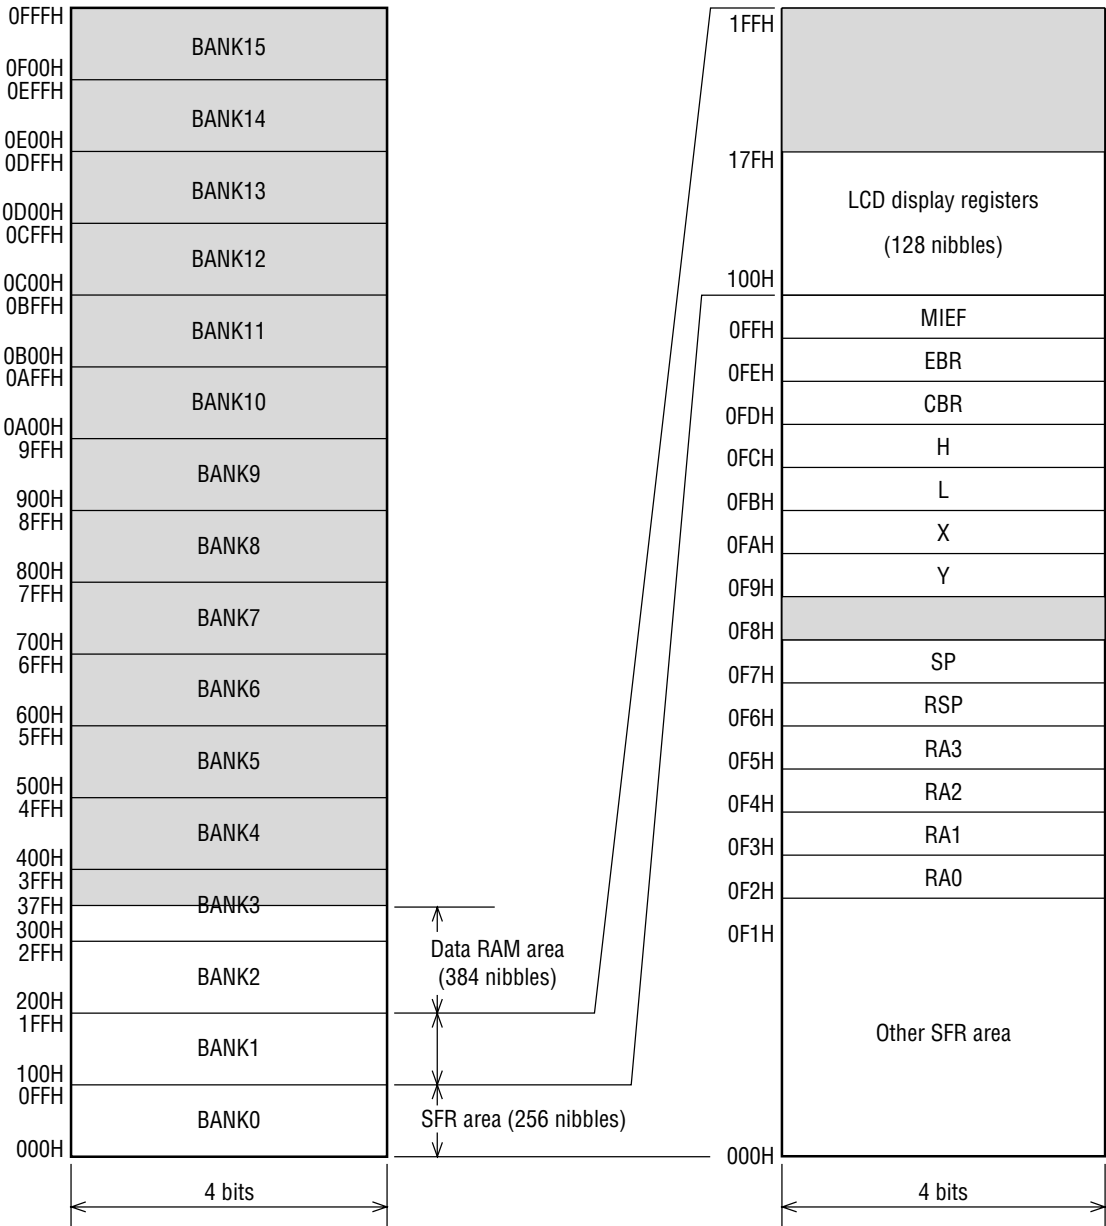 0FFFH
BANK15
0F00H
0EFFH
BANK14
0E00H
0DFFH
BANK13
0D00H
0CFFH
BANK12
0C00H
0BFFH
BANK11
0B00H
0AFFH
BANK10
0A00H
9FFH
BANK9
900H
8FFH
BANK8
800H
7FFH
BANK7
700H
6FFH
BANK6
600H
5FFH
BANK5
500H
4FFH
BANK4
400H
3FFH
37FH
BANK3
300H
2FFH
BANK2
200H
1FFH
BANK1
100H
0FFH
BANK0
000H
4 bits
Data RAM area
(384 nibbles)
SFR area (256 nibbles)
1FFH
17FH
LCD display registers
(128 nibbles)
100H
MIEF
0FFH
EBR
0FEH
CBR
0FDH
H
0FCH
L
0FBH
X
0FAH
Y
0F9H
0F8H
SP
0F7H
RSP
0F6H
RA3
0F5H
RA2
0F4H
RA1
0F3H
RA0
0F2H
0F1H
Other SFR area
000H
4 bits